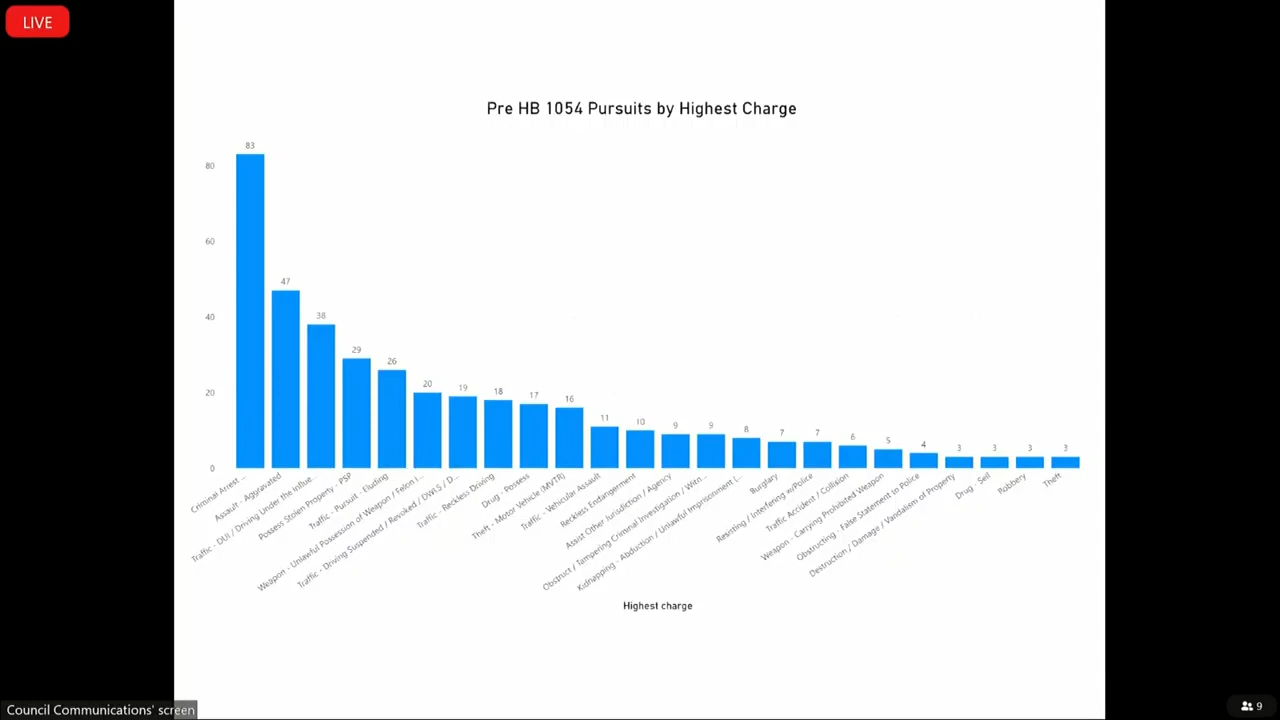 LIVE
Pre HB 1054 Pursuits by Highest Charge
83
80
60
47
40
38
29
26
20
20
19
18
17
16
11
10
9
9
8
7
7
6
5
4
3
3
3
3
0
Criminal Arrest ...
Assault - Aggravated
Traffic - DUI / Driving Under the Influe...
Possess Stolen Property - PSP
Traffic - Pursuit - Eluding
Weapon - Unlawful Possession of Weapon / Felon i...
Traffic - Driving Suspended / Revoked / DWLS / D...
Traffic - Reckless Driving
Drug - Possess
Theft - Motor Vehicle (MVTR)
Traffic - Vehicular Assault
Reckless Endangerment
Assist Other Jurisdiction / Agency
Obstruct / Tampering Criminal Investigation / Witn...
Kidnapping - Abduction / Unlawful Imprisonment (...
Burglary
Resisting / Interfering w/Police
Traffic Accident / Collision
Weapon - Carrying Prohibited Weapon
Obstructing - False Statement to Police
Destruction / Damage / Vandalism of Property
Drug - Sell
Robbery
Theft
Highest charge
Council Communications' screen
9